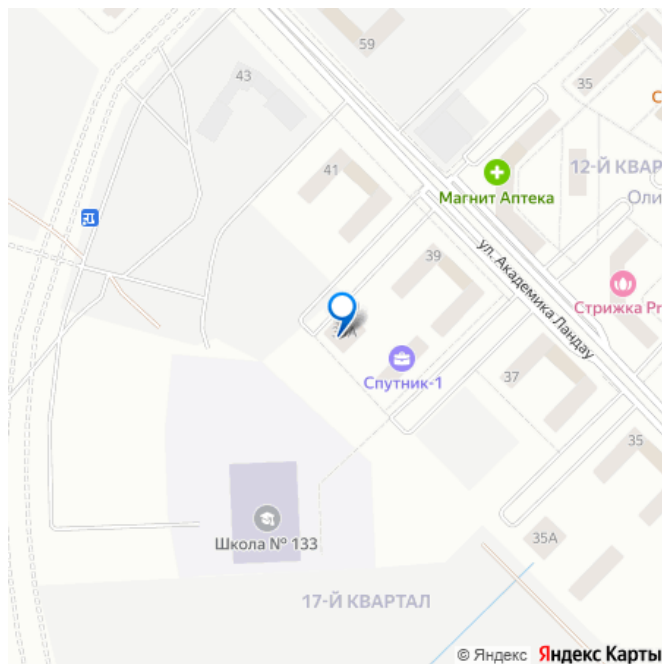 59
43
35
С
41
Магнит Аптека
12-Й КВАР
Оли
39
ул. Академика Ландау
Стрижка Pr
Спутник-1
37
35
Школа № 133
35А
17-Й КВАРТАЛ
© Яндекс Яндекс Карты